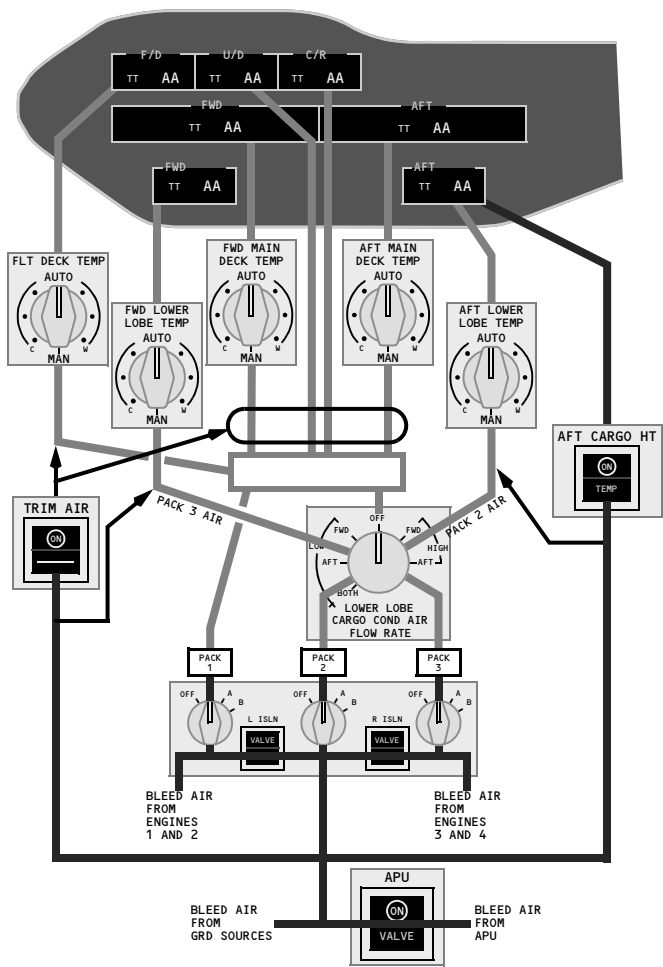 F/D U/D C/R
TT AA TT AA TT AA
FWD AFT
TT AA TT AA
FWD AFT
TT AA TT AA
FLT DECK TEMP
AUTO
C W
MAN
FWD LOWER
LOBE TEMP
AUTO
C W
MAN
FWD MAIN
DECK TEMP
AUTO
C W
MAN
AFT MAIN
DECK TEMP
AUTO
C W
MAN
AFT LOWER
LOBE TEMP
AUTO
C W
MAN
AFT CARGO HT
ON
TEMP
TRIM AIR
ON
PACK 3 AIR
PACK 2 AIR
OFF
FWD FWD
LOW HIGH
AFT AFT
BOTH
LOWER LOBE
CARGO COND AIR
FLOW RATE
PACK
1
PACK
2
PACK
3
OFF A B
OFF A B
OFF A B
L ISLN
VALVE
R ISLN
VALVE
BLEED AIR
FROM
ENGINES
1 AND 2
BLEED AIR
FROM
ENGINES
3 AND 4
APU
ON
VALVE
BLEED AIR
FROM
GRD SOURCES
BLEED AIR
FROM
APU